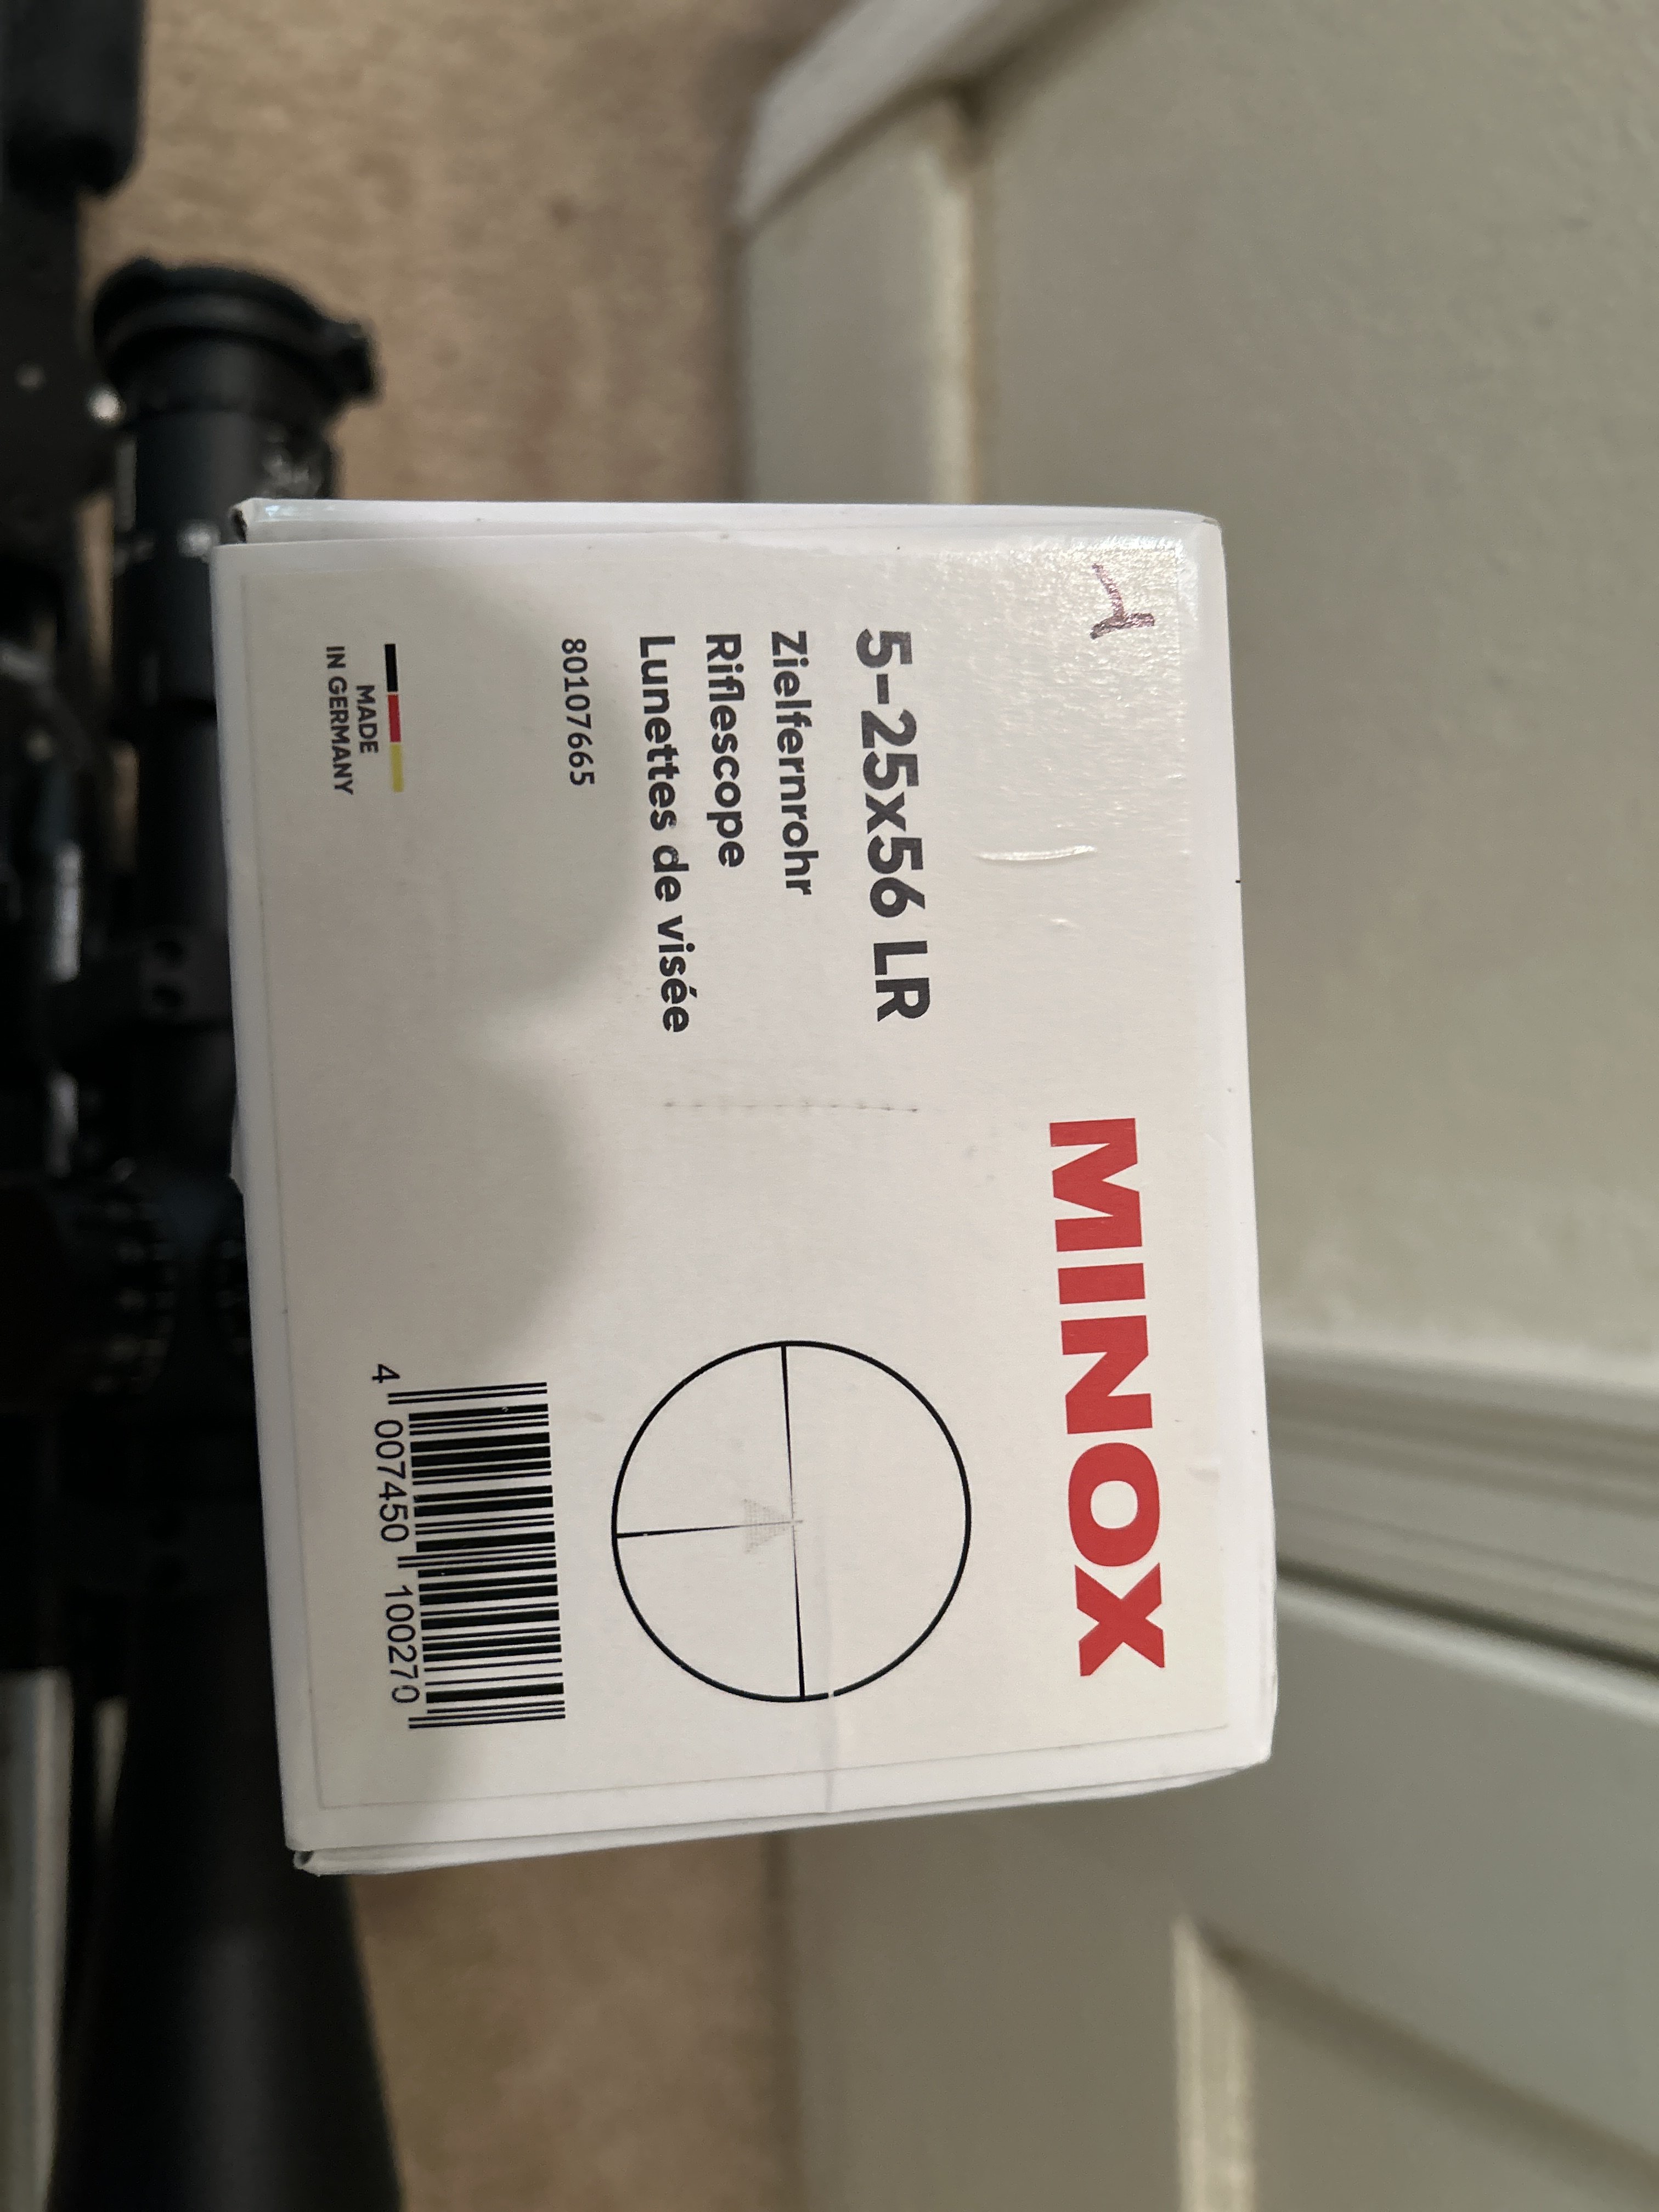 MINOX
5-25x56 LR
Zielfernrohr
Riflescope
Lunettes de visée
80107665
MADE
IN GERMANY
4 007450 100270